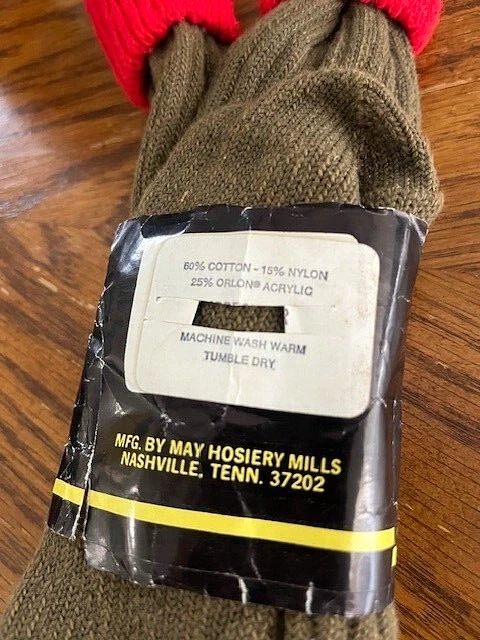 60% COTTON - 15% NYLON
25% ORLON® ACRYLIC
MACHINE WASH WARM
TUMBLE DRY
MFG. BY MAY HOSIERY MILLS
NASHVILLE, TENN. 37202